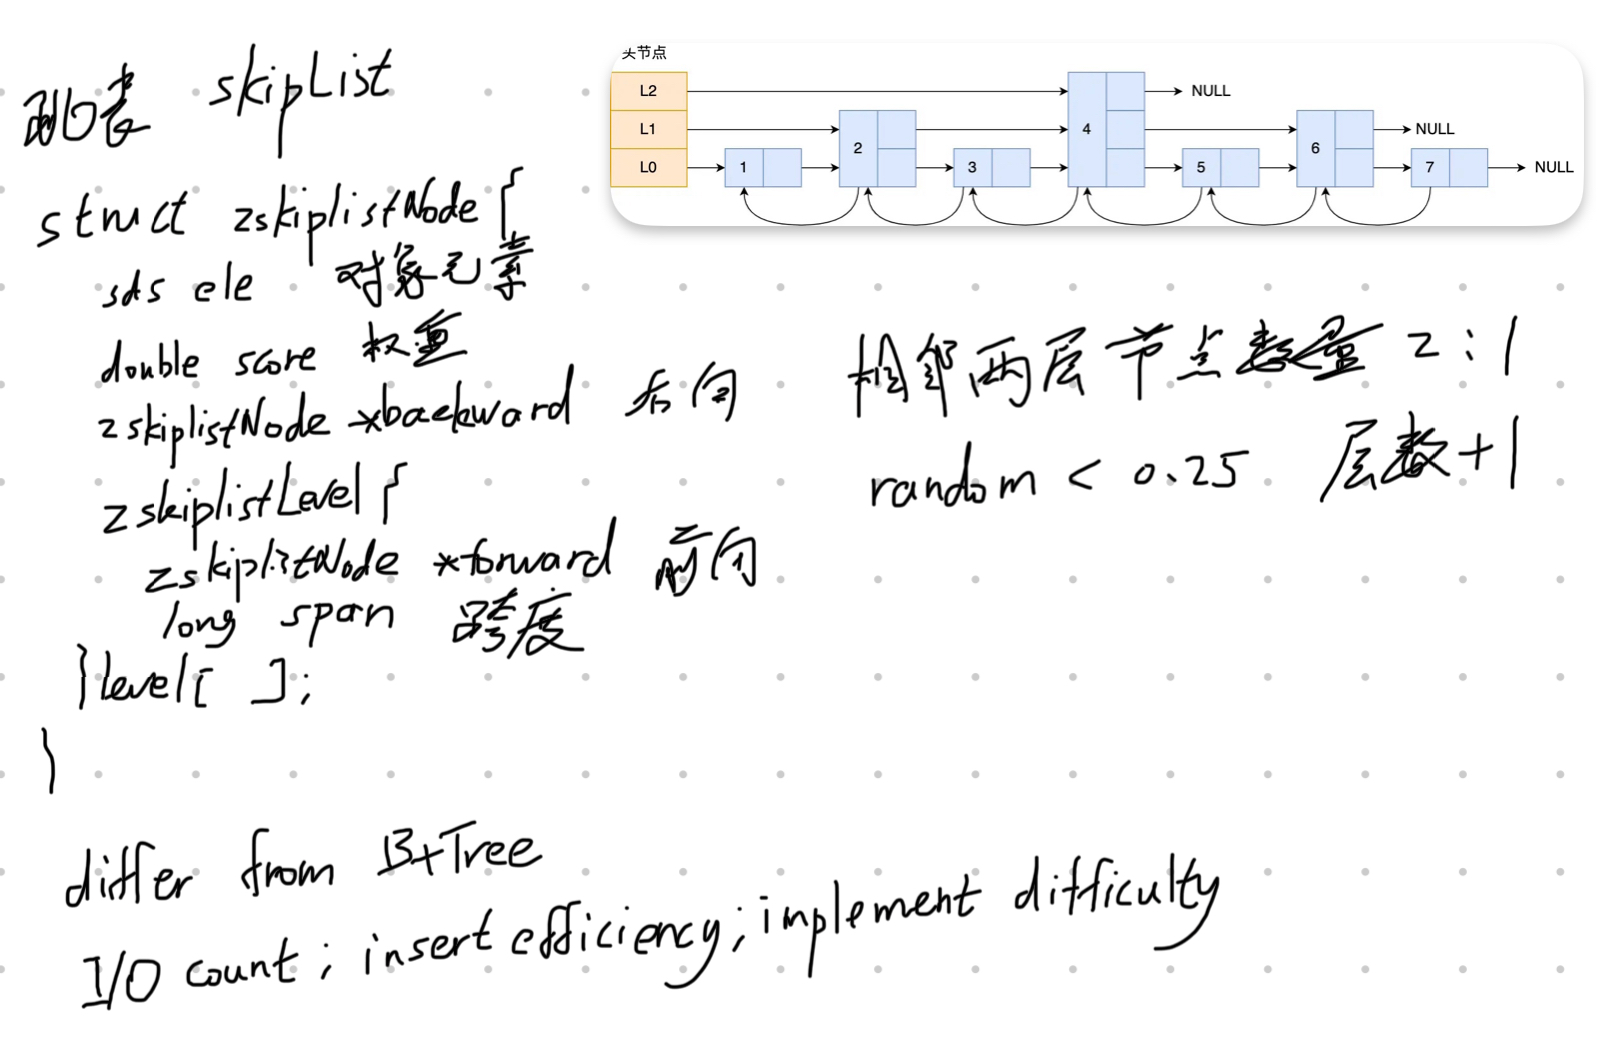 跳表 skipList
头节点
L2 4 NULL
L1 2 6 NULL
L0 1 3 5 7 NULL
struct zskiplistNode {
sds ele 对象元素
double score 权重
zskiplistNode *backward 后向
zskiplistLevel {
zskiplistNode *forward 前向
long span 跨度
} level[ ];
}
相邻两层节点数量 2:1
random < 0.25 层数+1
differ from B+Tree
I/O count; insert efficiency; implement difficulty